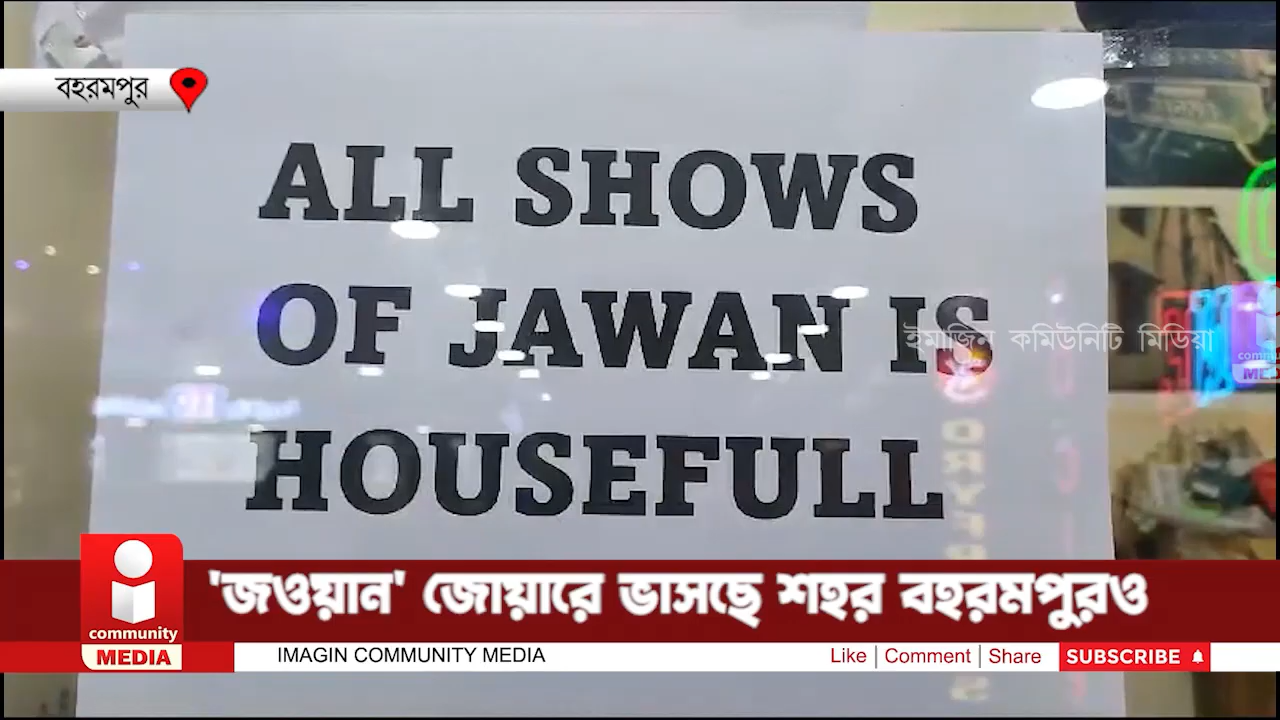 বহরমপুর
ALL SHOWS
OF JAWAN IS
ইমাজিন কমিউনিটি মিডিয়া
HOUSEFULL
'জওয়ান' জোয়ারে ভাসছে শহর বহরমপুরও
community
MEDIA
IMAGIN COMMUNITY MEDIA
Like | Comment | Share
SUBSCRIBE